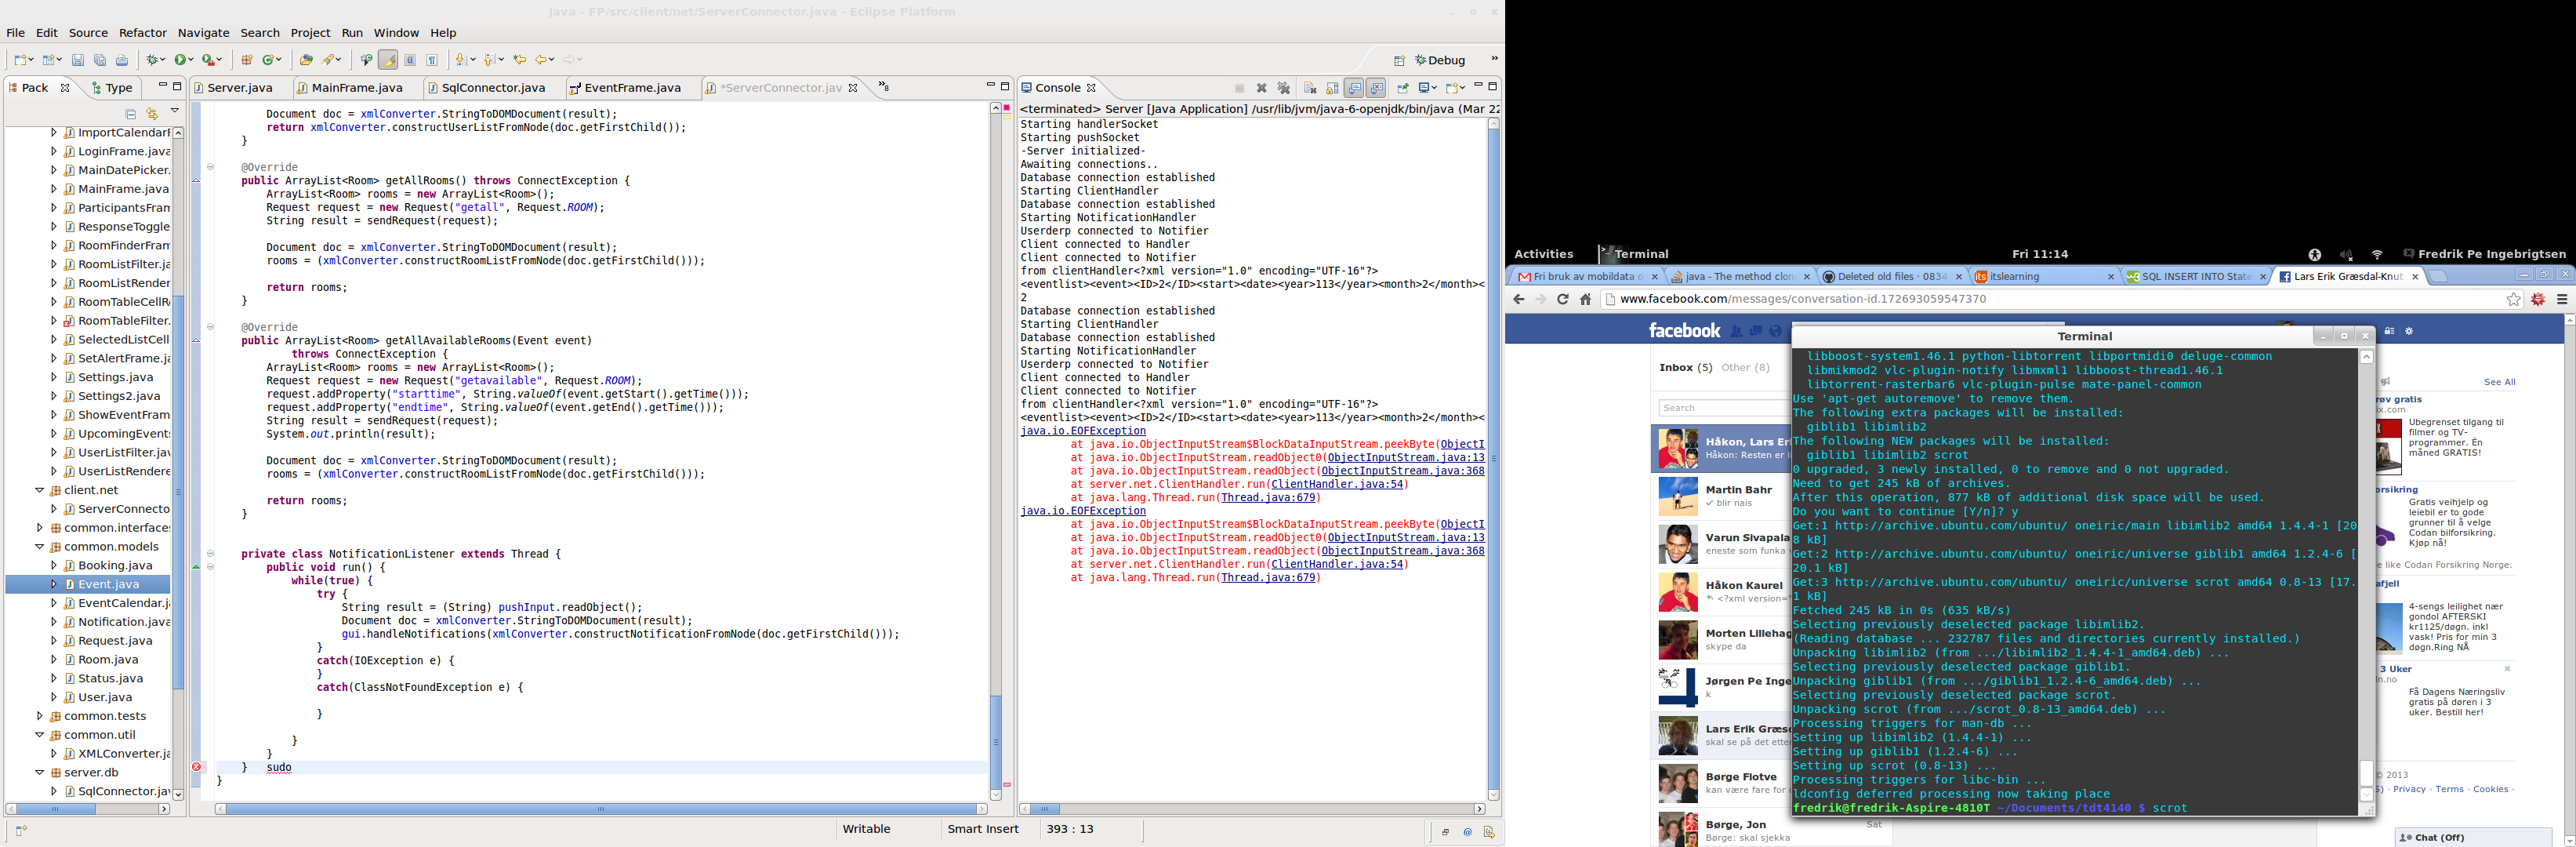 Java - FP/src/client/net/ServerConnector.java - Eclipse Platform
File Edit Source Refactor Navigate Search Project Run Window Help
Debug
Pack Type
ImportCalendarF
LoginFrame.java
MainDatePicker.
MainFrame.java
ParticipantsFram
ResponseToggle
RoomFinderFram
RoomListFilter.ja
RoomListRender
RoomTableCellR
RoomTableFilter.
SelectedListCell
SetAlertFrame.ja
Settings.java
Settings2.java
ShowEventFram
UpcomingEvent
UserListFilter.jav
UserListRendere
client.net
ServerConnecto
common.interface
common.models
Booking.java
Event.java
EventCalendar.j
Notification.java
Request.java
Room.java
Status.java
User.java
common.tests
common.util
XMLConverter.ja
server.db
SqlConnector.jav
Server.java MainFrame.java SqlConnector.java EventFrame.java *ServerConnector.jav »8
Document doc = xmlConverter.StringToDOMDocument(result);
return xmlConverter.constructUserListFromNode(doc.getFirstChild());
}
@Override
public ArrayList<Room> getAllRooms() throws ConnectException {
ArrayList<Room> rooms = new ArrayList<Room>();
Request request = new Request("getall", Request.ROOM);
String result = sendRequest(request);
Document doc = xmlConverter.StringToDOMDocument(result);
rooms = (xmlConverter.constructRoomListFromNode(doc.getFirstChild()));
return rooms;
}
@Override
public ArrayList<Room> getAllAvailableRooms(Event event)
throws ConnectException {
ArrayList<Room> rooms = new ArrayList<Room>();
Request request = new Request("getavailable", Request.ROOM);
request.addProperty("starttime", String.valueOf(event.getStart().getTime()));
request.addProperty("endtime", String.valueOf(event.getEnd().getTime()));
String result = sendRequest(request);
System.out.println(result);
Document doc = xmlConverter.StringToDOMDocument(result);
rooms = (xmlConverter.constructRoomListFromNode(doc.getFirstChild()));
return rooms;
}
private class NotificationListener extends Thread {
public void run() {
while(true) {
try {
String result = (String) pushInput.readObject();
Document doc = xmlConverter.StringToDOMDocument(result);
gui.handleNotifications(xmlConverter.constructNotificationFromNode(doc.getFirstChild()));
}
catch(IOException e) {
}
catch(ClassNotFoundException e) {
}
}
}
} sudo
}
Writable Smart Insert 393 : 13
Console
<terminated> Server [Java Application] /usr/lib/jvm/java-6-openjdk/bin/java (Mar 22
Starting handlerSocket
Starting pushSocket
-Server initialized-
Awaiting connections..
Database connection established
Starting ClientHandler
Database connection established
Starting NotificationHandler
Userderp connected to Notifier
Client connected to Handler
Client connected to Notifier
from clientHandler<?xml version="1.0" encoding="UTF-16"?>
<eventlist><event><ID>2</ID><start><date><year>113</year><month>2</month><
2
Database connection established
Starting ClientHandler
Database connection established
Starting NotificationHandler
Userderp connected to Notifier
Client connected to Handler
Client connected to Notifier
from clientHandler<?xml version="1.0" encoding="UTF-16"?>
<eventlist><event><ID>2</ID><start><date><year>113</year><month>2</month><
java.io.EOFException
at java.io.ObjectInputStream$BlockDataInputStream.peekByte(ObjectI
at java.io.ObjectInputStream.readObject0(ObjectInputStream.java:13
at java.io.ObjectInputStream.readObject(ObjectInputStream.java:368
at server.net.ClientHandler.run(ClientHandler.java:54)
at java.lang.Thread.run(Thread.java:679)
java.io.EOFException
at java.io.ObjectInputStream$BlockDataInputStream.peekByte(ObjectI
at java.io.ObjectInputStream.readObject0(ObjectInputStream.java:13
at java.io.ObjectInputStream.readObject(ObjectInputStream.java:368
at server.net.ClientHandler.run(ClientHandler.java:54)
at java.lang.Thread.run(Thread.java:679)
Activities Terminal Fri 11:14 Fredrik Pe Ingebrigtsen
Fri bruk av mobildata o java - The method clon Deleted old files · 0834 its itslearning SQL INSERT INTO State Lars Erik Græsdal-Knut
www.facebook.com/messages/conversation-id.172693059547370
facebook
Inbox (5) Other (8)
Search
Håkon, Lars Eri
Håkon: Resten er l
Martin Bahr
blir nais
Varun Sivapala
eneste som funka
Håkon Kaurel
<?xml version="
Morten Lillehag
skype da
Jørgen Pe Inge
k
Lars Erik Græs
skal se på det etter
Børge Flotve
kan være fare for
Børge, Jon Sat
Børge: skal sjekka
Terminal
libboost-system1.46.1 python-libtorrent libportmidi0 deluge-common
libmikmod2 vlc-plugin-notify libmxml1 libboost-thread1.46.1
libtorrent-rasterbar6 vlc-plugin-pulse mate-panel-common
Use 'apt-get autoremove' to remove them.
The following extra packages will be installed:
giblib1 libimlib2
The following NEW packages will be installed:
giblib1 libimlib2 scrot
0 upgraded, 3 newly installed, 0 to remove and 0 not upgraded.
Need to get 245 kB of archives.
After this operation, 877 kB of additional disk space will be used.
Do you want to continue [Y/n]? y
Get:1 http://archive.ubuntu.com/ubuntu/ oneiric/main libimlib2 amd64 1.4.4-1 [20
8 kB]
Get:2 http://archive.ubuntu.com/ubuntu/ oneiric/universe giblib1 amd64 1.2.4-6 [
20.1 kB]
Get:3 http://archive.ubuntu.com/ubuntu/ oneiric/universe scrot amd64 0.8-13 [17.
1 kB]
Fetched 245 kB in 0s (635 kB/s)
Selecting previously deselected package libimlib2.
(Reading database ... 232787 files and directories currently installed.)
Unpacking libimlib2 (from .../libimlib2_1.4.4-1_amd64.deb) ...
Selecting previously deselected package giblib1.
Unpacking giblib1 (from .../giblib1_1.2.4-6_amd64.deb) ...
Selecting previously deselected package scrot.
Unpacking scrot (from .../scrot_0.8-13_amd64.deb) ...
Processing triggers for man-db ...
Setting up libimlib2 (1.4.4-1) ...
Setting up giblib1 (1.2.4-6) ...
Setting up scrot (0.8-13) ...
Processing triggers for libc-bin ...
ldconfig deferred processing now taking place
fredrik@fredrik-Aspire-4810T ~/Documents/tdt4140 $ scrot
See All
røv gratis
x.com
Ubegrenset tilgang til
filmer og TV-
programmer. Én
måned GRATIS!
orsikring
Gratis veihjelp og
leiebil er to gode
grunner til å velge
Codan bilforsikring.
Kjøp nå!
like Codan Forsikring Norge.
afjell
4-sengs leilighet nær
gondol AFTERSKI
kr1125/døgn. inkl
vask! Pris for min 3
døgn.Ring NÅ
3 Uker
n.no
Få Dagens Næringsliv
gratis på døren i 3
uker. Bestill her!
© 2013
· Privacy · Terms · Cookies ·
Chat (Off)